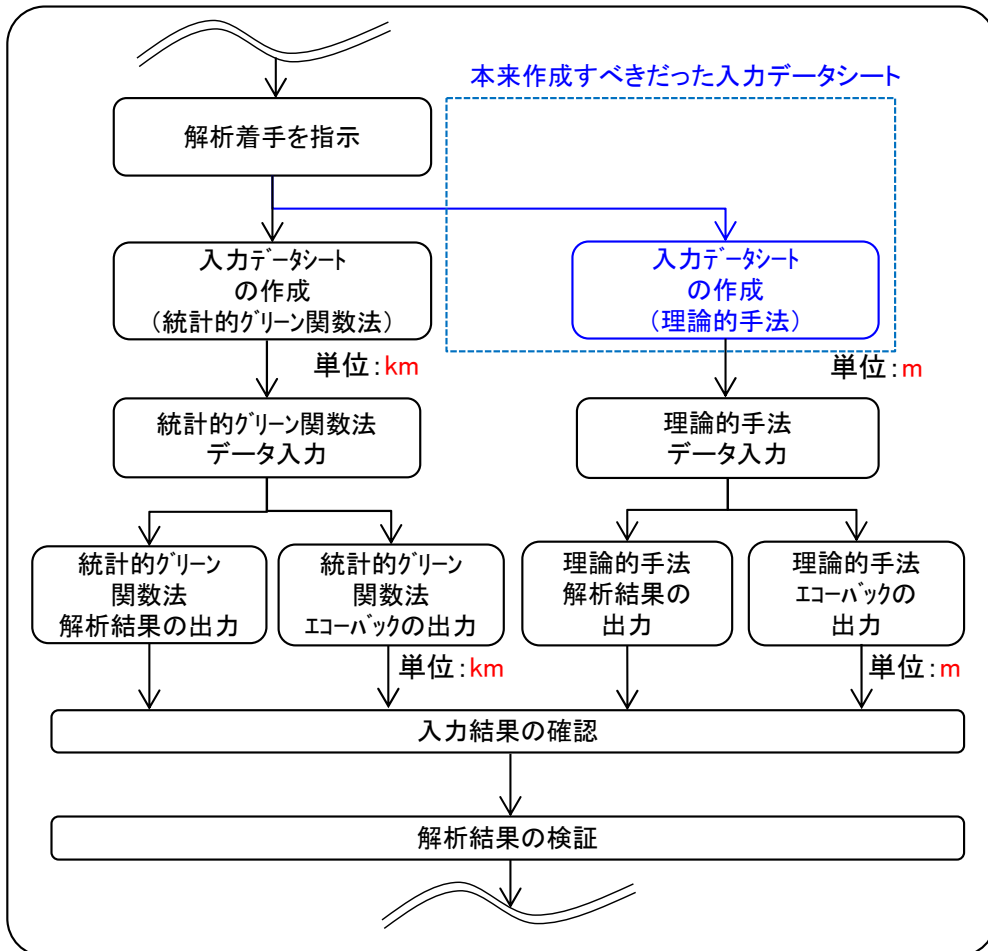 本来作成すべきだった入力データシート
解析着手を指示
入力ﾃﾞｰﾀｼｰﾄ
の作成
(統計的ｸﾞﾘｰﾝ関数法)
入力ﾃﾞｰﾀｼｰﾄ
の作成
(理論的手法)
単位:km
単位:m
統計的ｸﾞﾘｰﾝ関数法
データ入力
理論的手法
データ入力
統計的ｸﾞﾘｰﾝ
関数法
解析結果の出力
統計的ｸﾞﾘｰﾝ
関数法
ｴｺｰﾊﾞｯｸの出力
理論的手法
解析結果の
出力
理論的手法
ｴｺｰﾊﾞｯｸの
出力
単位:km
単位:m
入力結果の確認
解析結果の検証